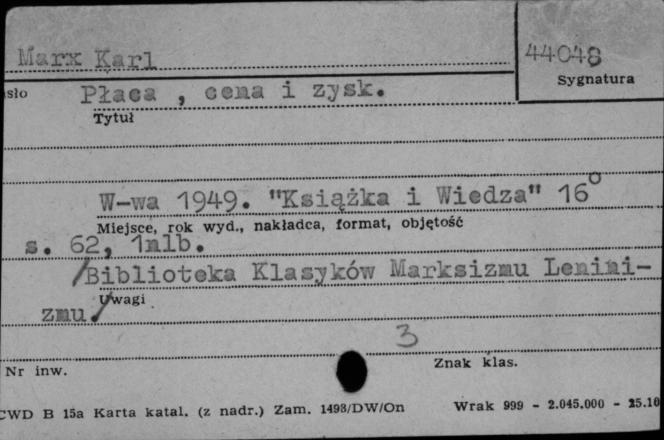 Marx Karl
44048
Sygnatura
sło Płaca , cena i zysk.
Tytuł
W-wa 1949. "Książka i Wiedza" 16°
Miejsce, rok wyd., nakładca, format, objętość
s. 62, 1nlb.
/Biblioteka Klasyków Marksizmu Lenini-
Uwagi
zmu/
3
Nr inw.
Znak klas.
CWD B 15a Karta katal. (z nadr.) Zam. 1498/DW/On Wrak 999 - 2.045.000 - 25.10